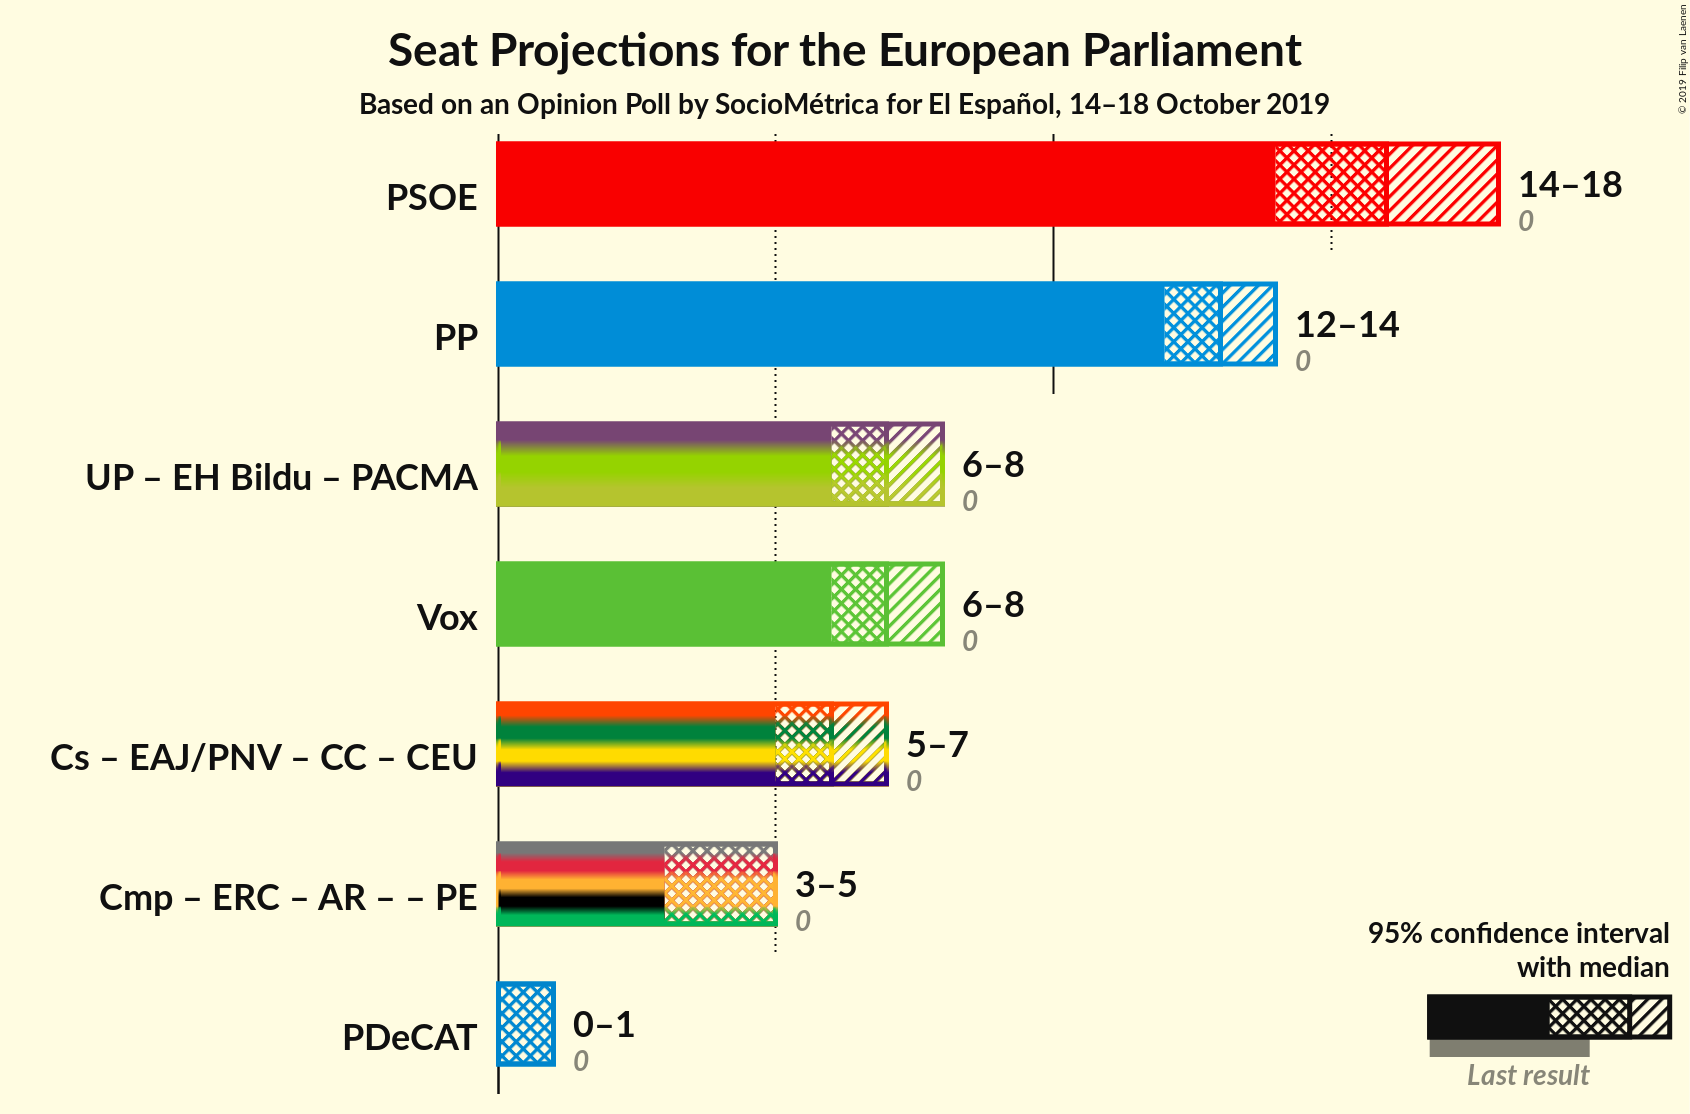 Seat Projections for the European Parliament
Based on an Opinion Poll by SocioMétrica for El Español, 14–18 October 2019
© 2019 Filip van Laenen
PSOE
14–18
0
PP
12–14
0
UP – EH Bildu – PACMA
6–8
0
Vox
6–8
0
Cs – EAJ/PNV – CC – CEU
5–7
0
Cmp – ERC – AR – – PE
3–5
0
PDeCAT
0–1
0
95% confidence interval
with median
Last result